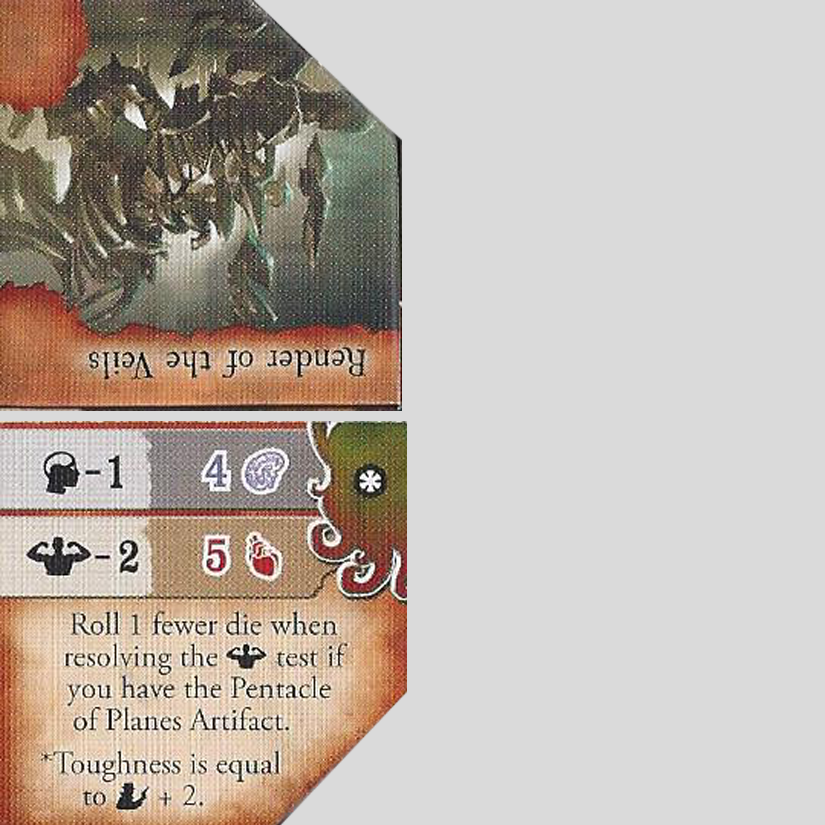 Render of the Veils
-1 4
*
-2 5
Roll 1 fewer die when
resolving the test if
you have the Pentacle
of Planes Artifact.
*Toughness is equal
to + 2.